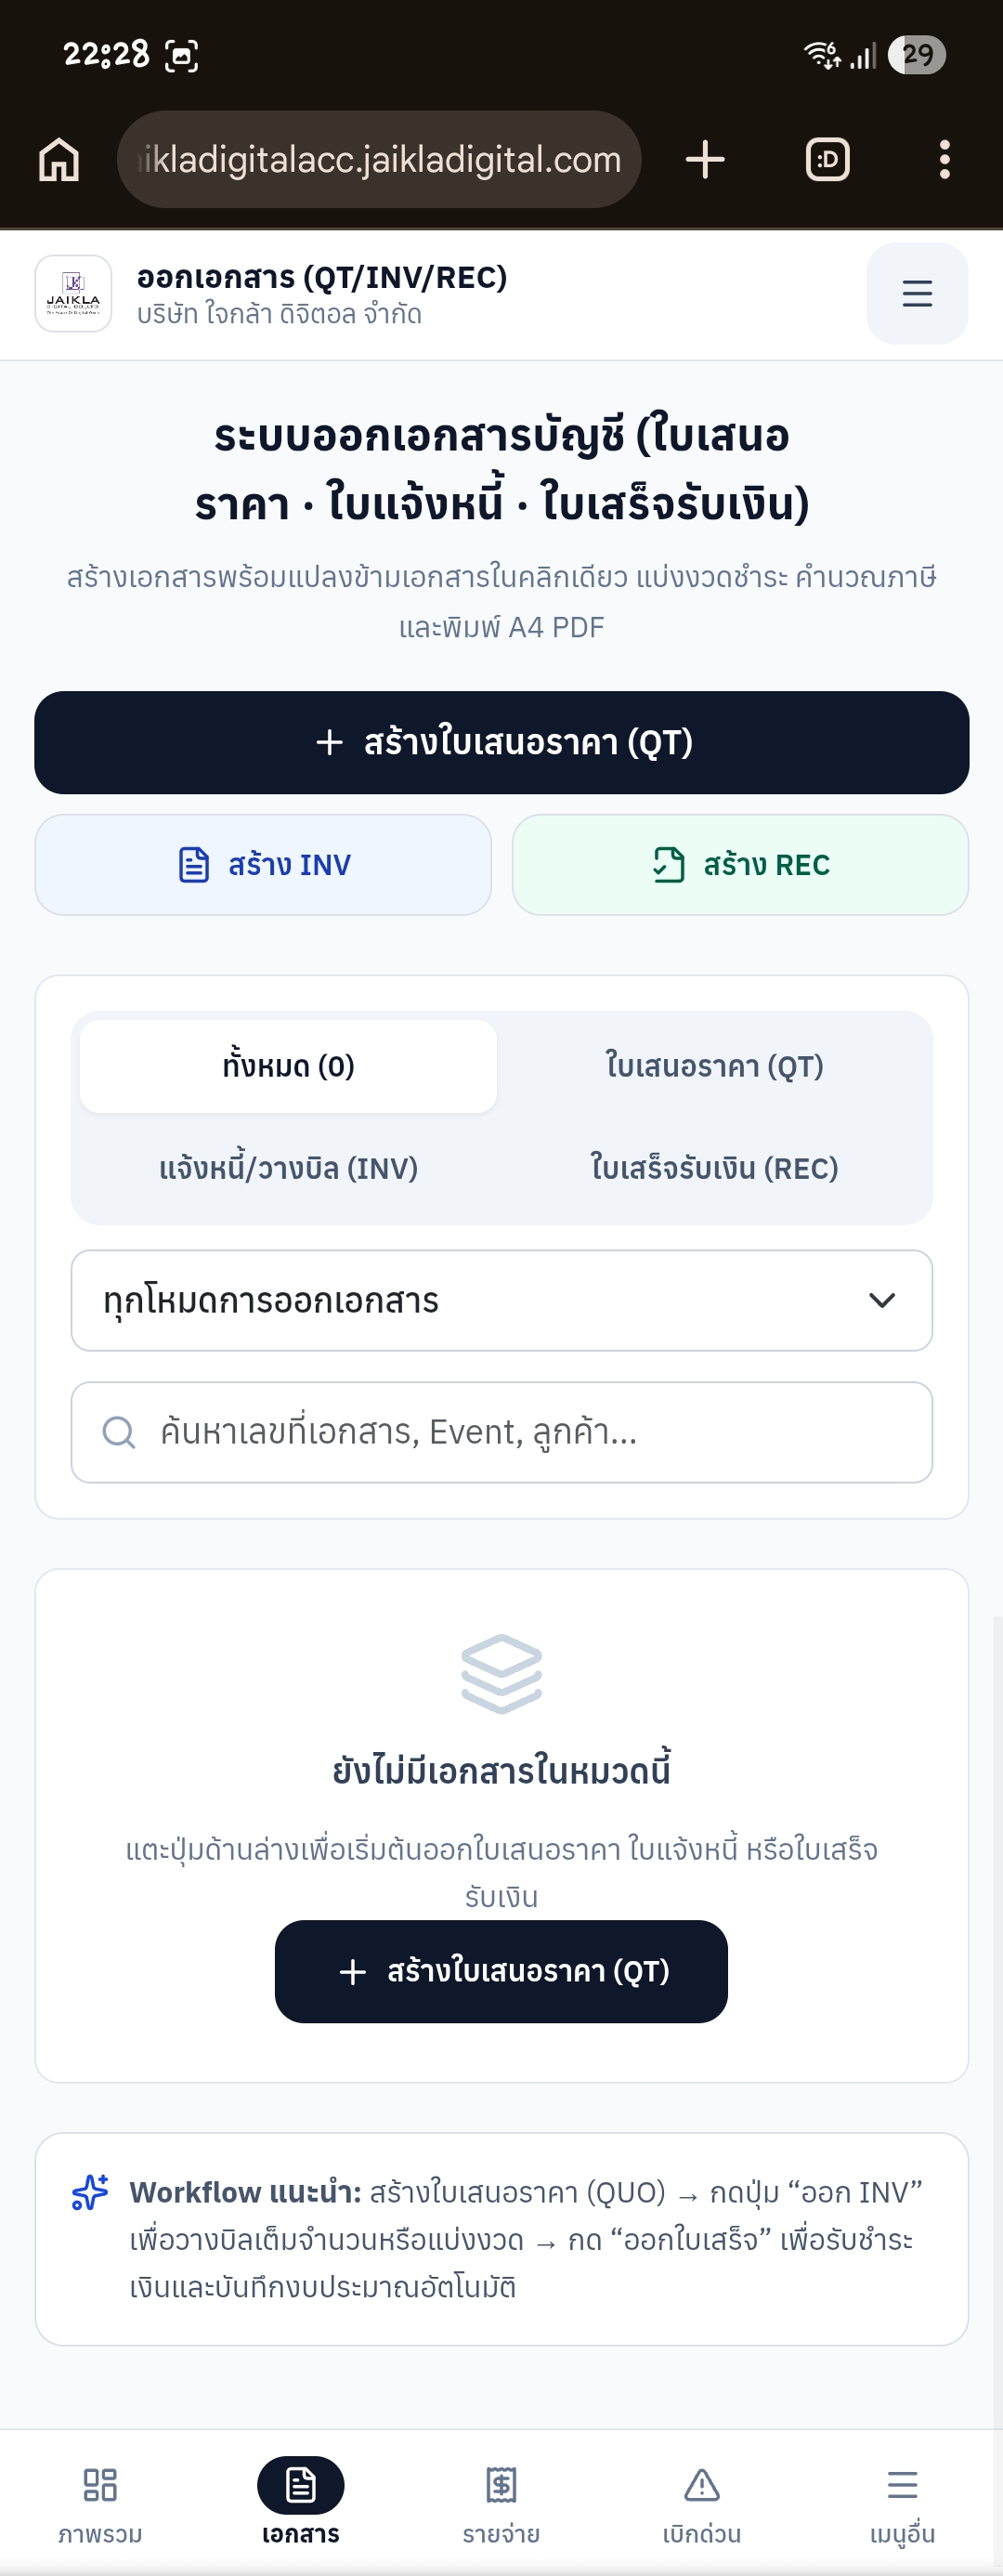 22:28
29
ikladigitalacc.jaikladigital.com
:D
JAIKLA
ออกเอกสาร (QT/INV/REC)
บริษัท ใจกล้า ดิจิตอล จำกัด
ระบบออกเอกสารบัญชี (ใบเสนอ
ราคา · ใบแจ้งหนี้ · ใบเสร็จรับเงิน)
สร้างเอกสารพร้อมแปลงข้ามเอกสารในคลิกเดียว แบ่งงวดชำระ คำนวณภาษี
และพิมพ์ A4 PDF
สร้างใบเสนอราคา (QT)
สร้าง INV
สร้าง REC
ทั้งหมด (0)
ใบเสนอราคา (QT)
แจ้งหนี้/วางบิล (INV)
ใบเสร็จรับเงิน (REC)
ทุกโหมดการออกเอกสาร
ค้นหาเลขที่เอกสาร, Event, ลูกค้า...
ยังไม่มีเอกสารในหมวดนี้
แตะปุ่มด้านล่างเพื่อเริ่มต้นออกใบเสนอราคา ใบแจ้งหนี้ หรือใบเสร็จ
รับเงิน
สร้างใบเสนอราคา (QT)
Workflow แนะนำ: สร้างใบเสนอราคา (QUO) → กดปุ่ม “ออก INV”
เพื่อวางบิลเต็มจำนวนหรือแบ่งงวด → กด “ออกใบเสร็จ” เพื่อรับชำระ
เงินและบันทึกงบประมาณอัตโนมัติ
ภาพรวม
เอกสาร
รายจ่าย
เบิกด่วน
เมนูอื่น